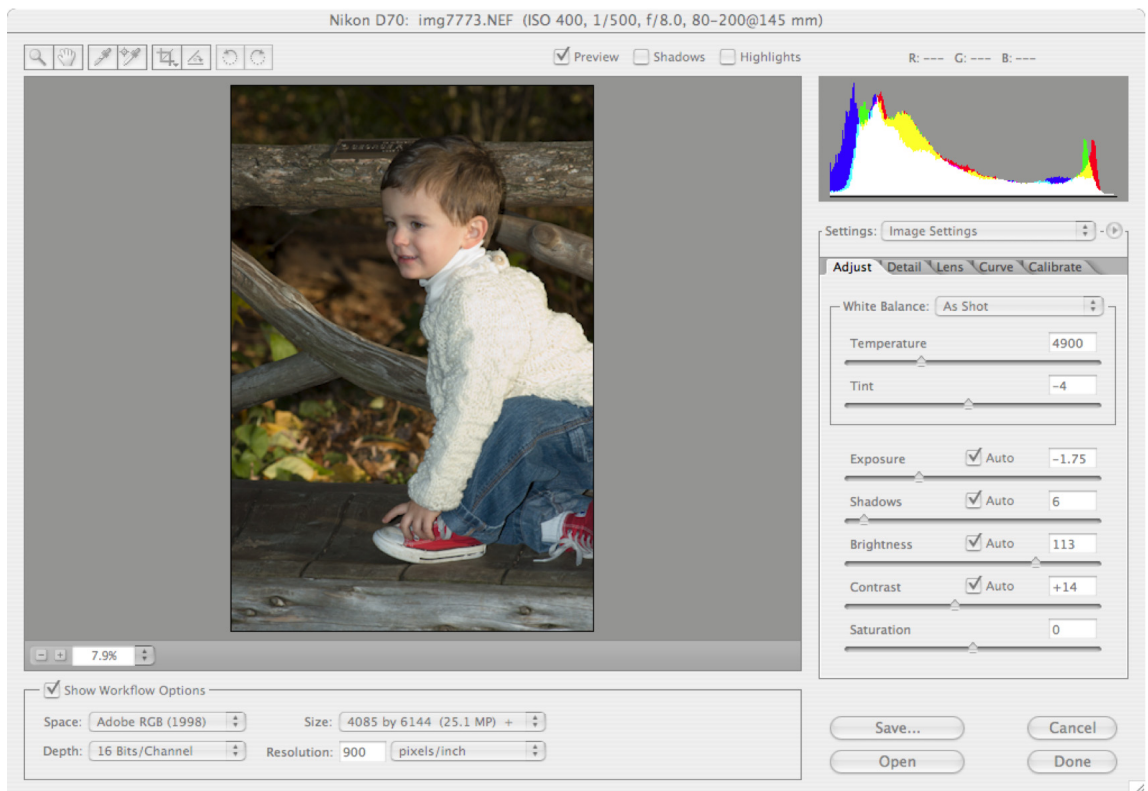 Nikon D70: img7773.NEF (ISO 400, 1/500, f/8.0, 80–200@145 mm)
Preview Shadows Highlights
R: --- G: --- B: ---
Settings: Image Settings
Adjust Detail Lens Curve Calibrate
White Balance: As Shot
Temperature 4900
Tint -4
Exposure Auto -1.75
Shadows Auto 6
Brightness Auto 113
Contrast Auto +14
Saturation 0
7.9%
Show Workflow Options
Space: Adobe RGB (1998) Size: 4085 by 6144 (25.1 MP) +
Depth: 16 Bits/Channel Resolution: 900 pixels/inch
Save... Cancel
Open Done